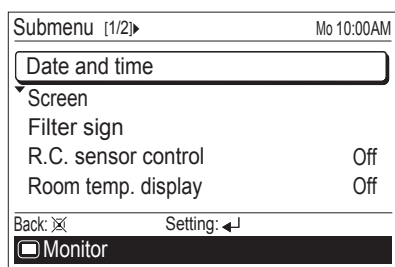 Submenu [1/2]▶ Mo 10:00AM
Date and time
Screen
Filter sign
R.C. sensor control Off
Room temp. display Off
Back: Setting:
Monitor